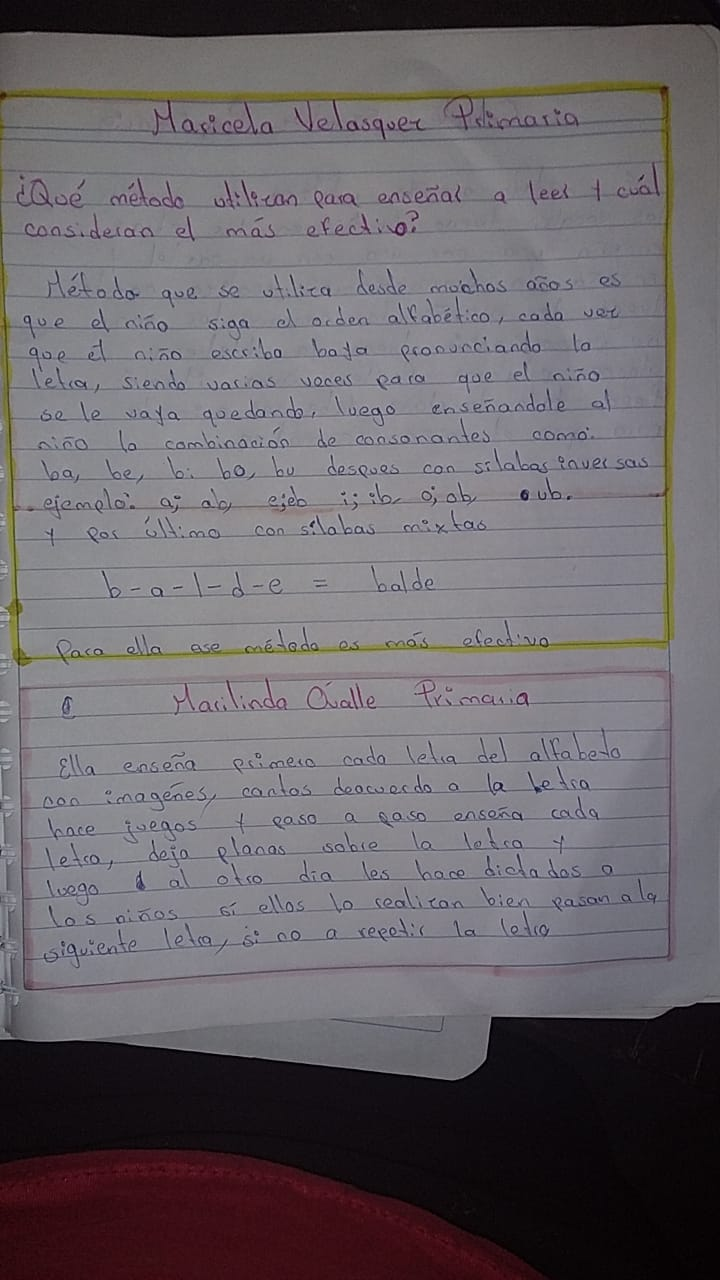 Maricela Velasquez Primaria
¿Qué método utilizan para enseñar a leer y cuál
consideran el más efectivo?
Método que se utiliza desde muchos años es
que el niño siga el orden alfabético, cada vez
que el niño escriba baya pronunciando la
letra, siendo varias voces para que el niño
se le vaya quedando, luego enseñandole al
niño la combinación de consonantes como:
ba, be, bi bo, bu despues con silabas inversas
ejemplo: a; ab, e;eb i; ib, o; ob, ub.
y por último con sílabas mixtas
b-a-l-d-e = balde
Para ella ese método es más efectivo
Marilinda Ovalle Primaria
Ella enseña primero cada letra del alfabeto
con imagenes, cantos deacuerdo a la letra
hace juegos y paso a paso enseña cada
letra, deja planas sobre la letra y
luego al otro dia les hace dictados a
los niños si ellos lo realizan bien pasan a la
siguiente letra, si no a repetir la letra